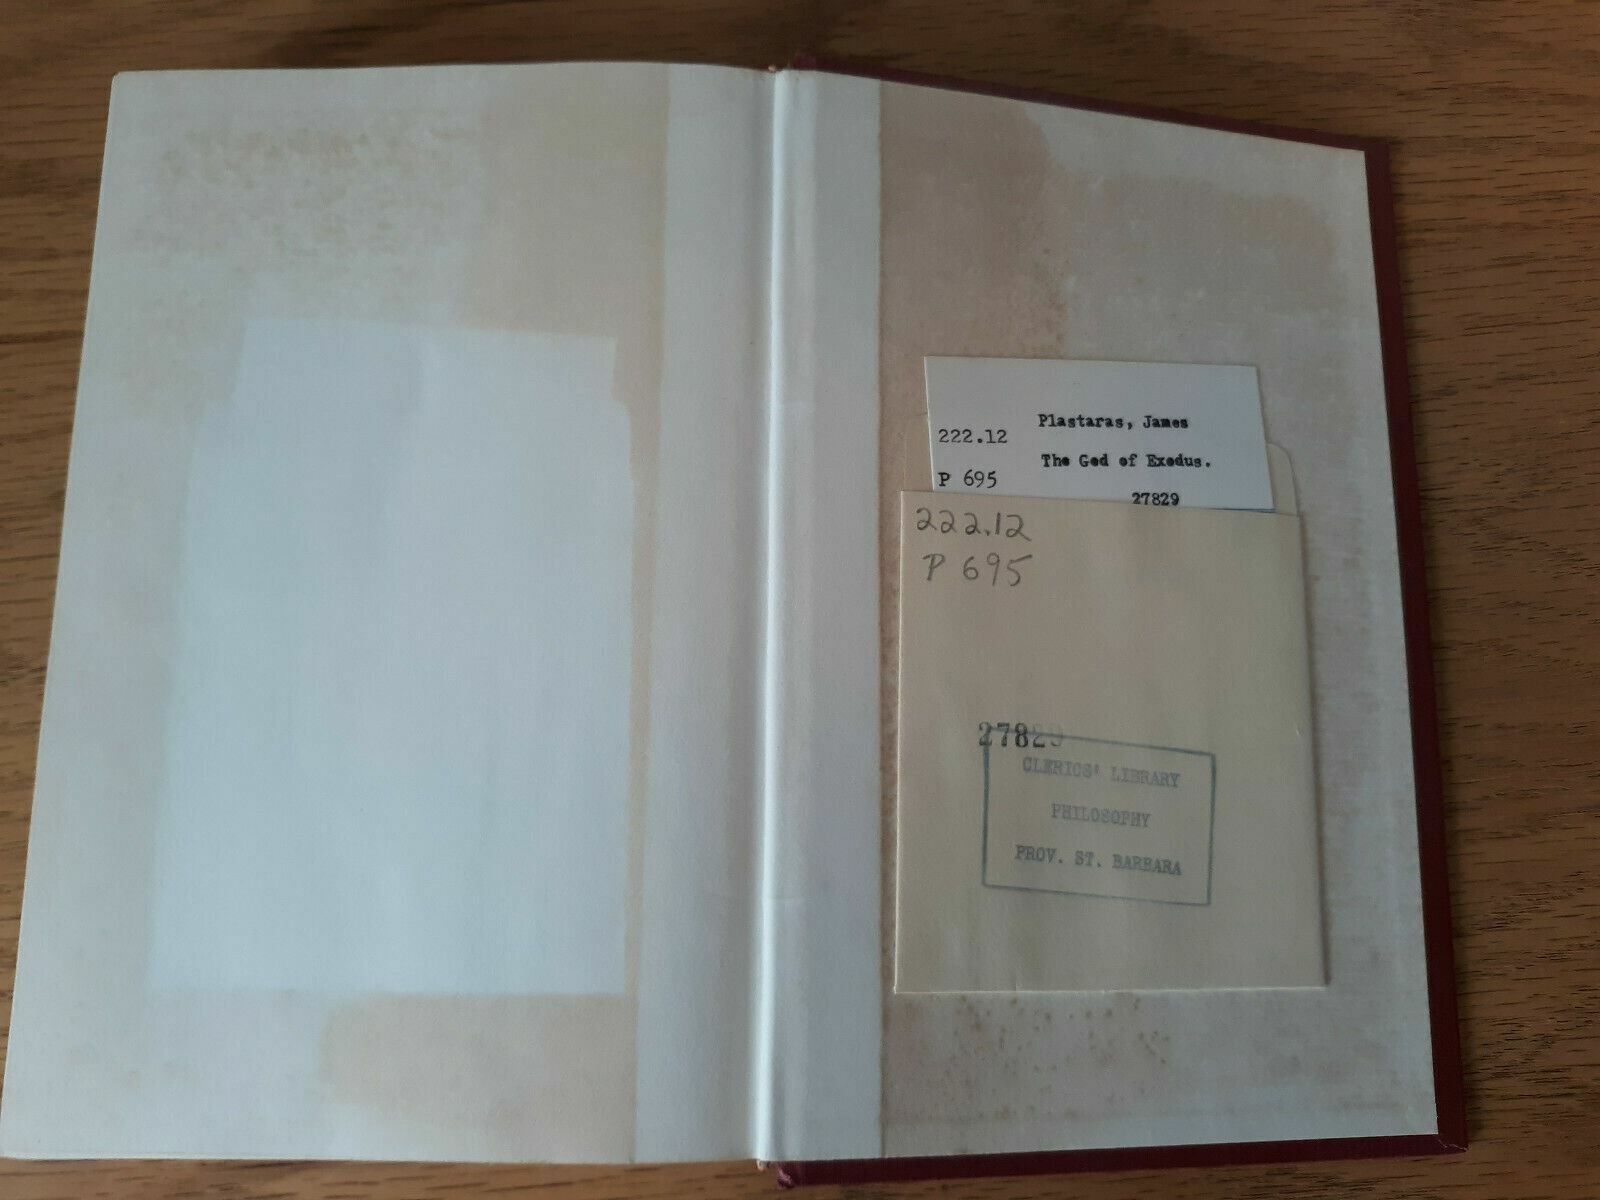 Plastaras, James
222.12
The God of Exodus.
P 695
27829
222.12
P 695
27829
CLERICS' LIBRARY
PHILOSOPHY
PROV. ST. BARBARA